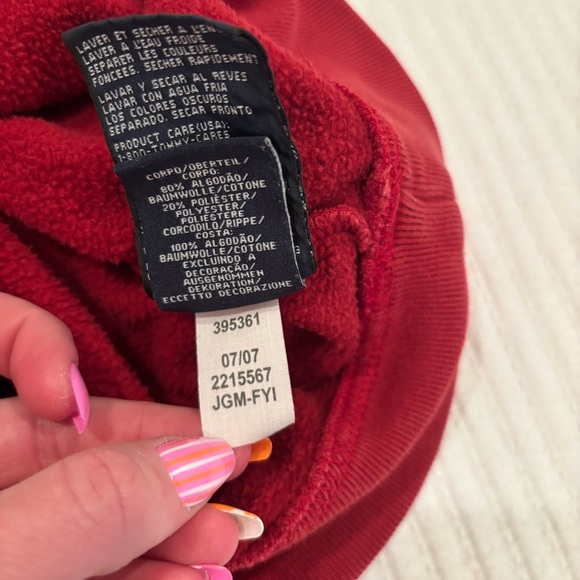 LAVER ET SECHER A L'EN
A L'EAU FROIDE
SEPARER LES COULEURS
FONCEES. SECHER RAPIDEMENT
LAVAR Y SECAR AL REVES
LAVAR CON AGUA FRIA
LOS COLORES OSCUROS
SEPARADO. SECAR PRONTO
PRODUCT CARE(USA):
1-800-TOMMY-CARES
CORPO/OBERTEIL/
CORPO:
80% ALGODÃO/
BAUMWOLLE/COTONE
20% POLIÉSTER/
POLYESTER/
POLIESTERE
CORCODILO/RIPPE/
COSTA:
100% ALGODÃO/
BAUMWOLLE/COTONE
EXCLUINDO A
DECORAÇÃO/
AUSGENOMMEN
DEKORATION/
ECCETTO DECORAZIONE
395361
07/07
2215567
JGM-FYI